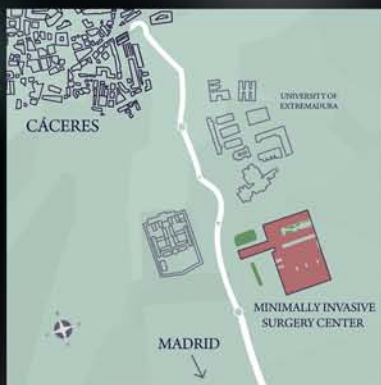 UNIVERSITY OF
EXTREMADURA
CÁCERES
MINIMALLY INVASIVE
SURGERY CENTER
MADRID